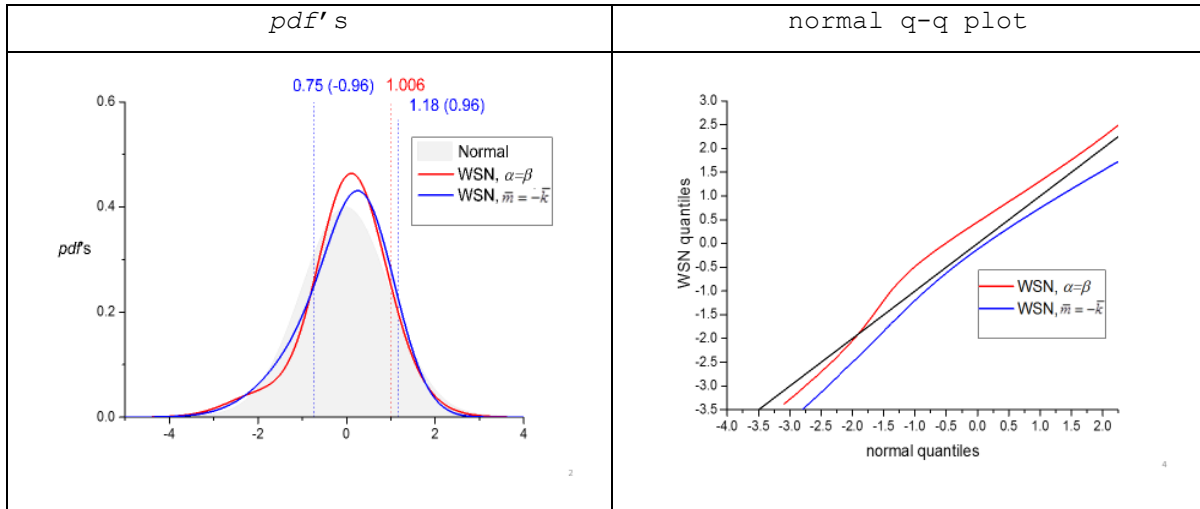 pdf's
normal q-q plot
0.75 (-0.96) 1.006
1.18 (0.96)
0.6
0.4
0.2
0.0
pdf's
-4 -2 0 2 4
Normal
WSN, α=β
WSN, m̄ = -k̄
2
3.0
2.5
2.0
1.5
1.0
0.5
0.0
-0.5
-1.0
-1.5
-2.0
-2.5
-3.0
-3.5
WSN quantiles
-4.0 -3.5 -3.0 -2.5 -2.0 -1.5 -1.0 -0.5 0.0 0.5 1.0 1.5 2.0
normal quantiles
WSN, α=β
WSN, m̄ = -k̄
4